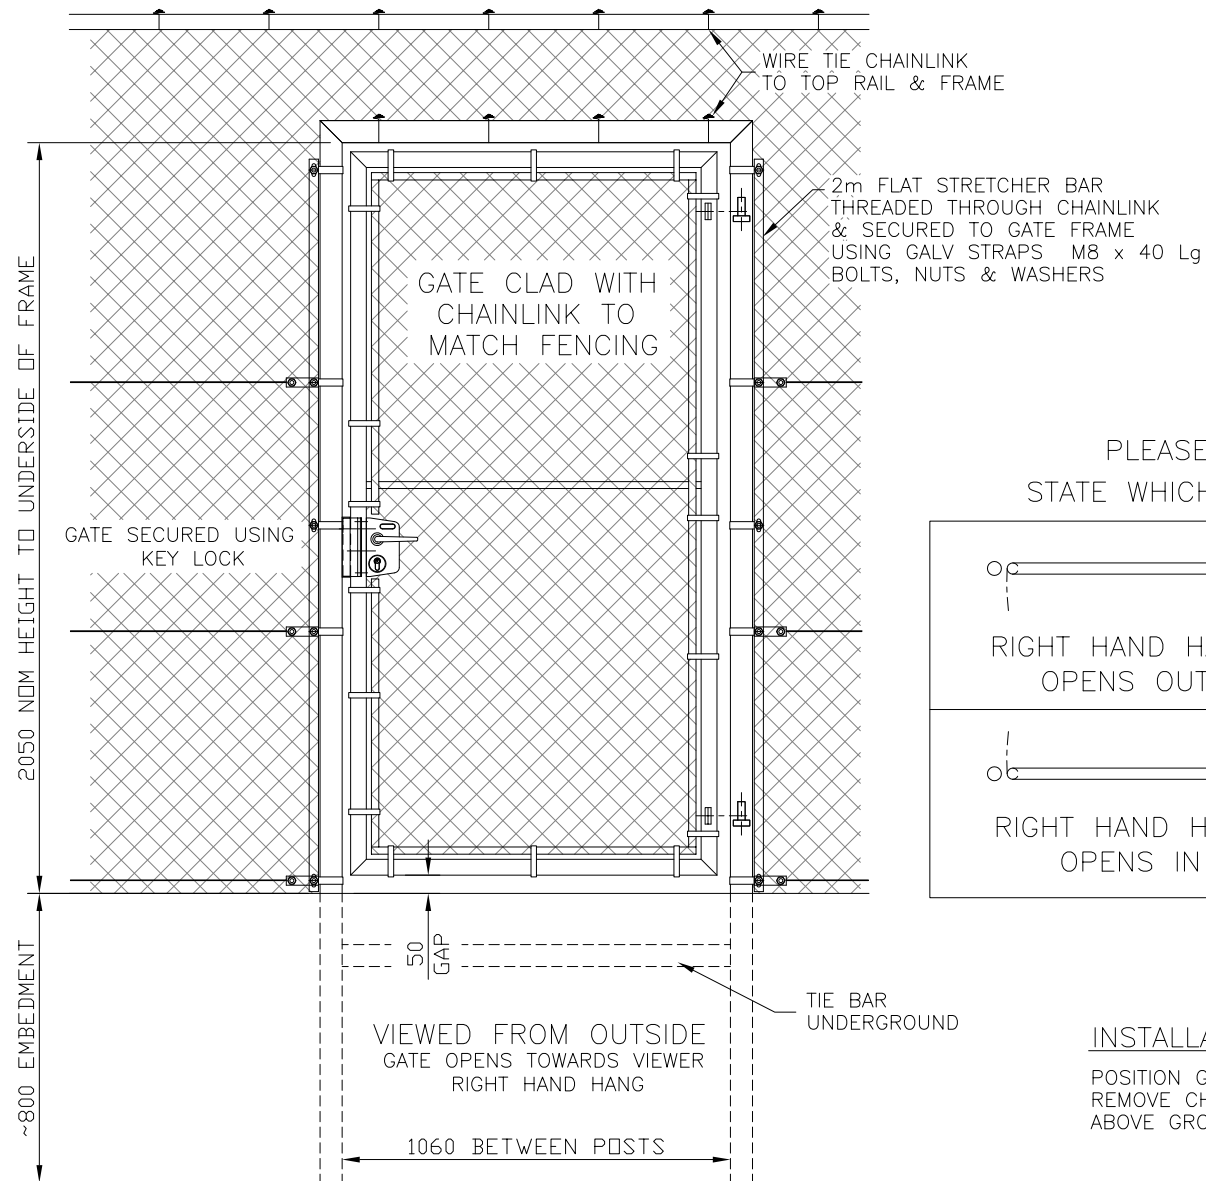 WIRE TIE CHAINLINK
TO TOP RAIL & FRAME
2m FLAT STRETCHER BAR
THREADED THROUGH CHAINLINK
& SECURED TO GATE FRAME
USING GALV STRAPS M8 x 40 Lg
BOLTS, NUTS & WASHERS
GATE CLAD WITH
CHAINLINK TO
MATCH FENCING
2050 NOM HEIGHT TO UNDERSIDE OF FRAME
GATE SECURED USING
KEY LOCK
PLEASE
STATE WHICH
RIGHT HAND HA
OPENS OUT
RIGHT HAND H
OPENS IN
~800 EMBEDMENT
50
GAP
TIE BAR
UNDERGROUND
VIEWED FROM OUTSIDE
GATE OPENS TOWARDS VIEWER
RIGHT HAND HANG
1060 BETWEEN POSTS
INSTALLA
POSITION G
REMOVE CH
ABOVE GRO